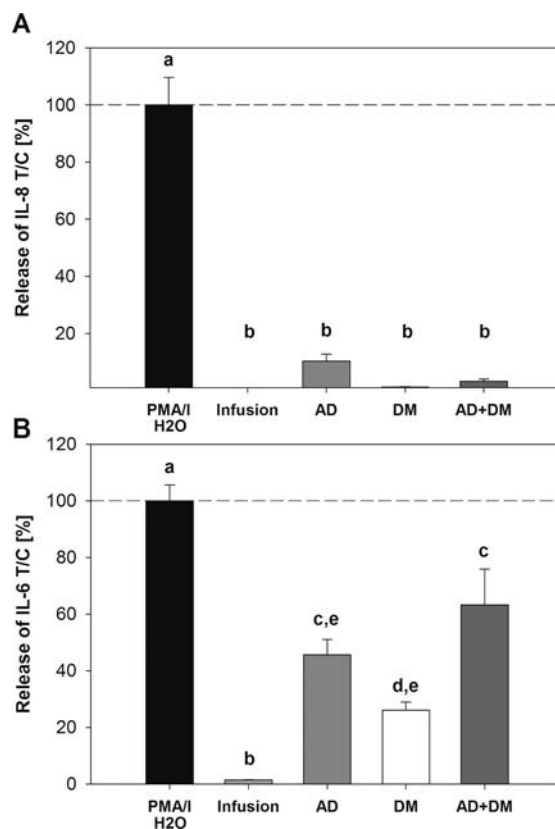 A
Release of IL-8 T/C [%]
120
100
80
60
40
20
a
b
b
b
b
PMA/I
H2O
Infusion
AD
DM
AD+DM
B
Release of IL-6 T/C [%]
120
100
80
60
40
20
0
a
b
c,e
d,e
c
PMA/I
H2O
Infusion
AD
DM
AD+DM